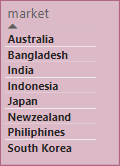 market
Australia
Bangladesh
India
Indonesia
Japan
Newzealand
Philiphines
South Korea